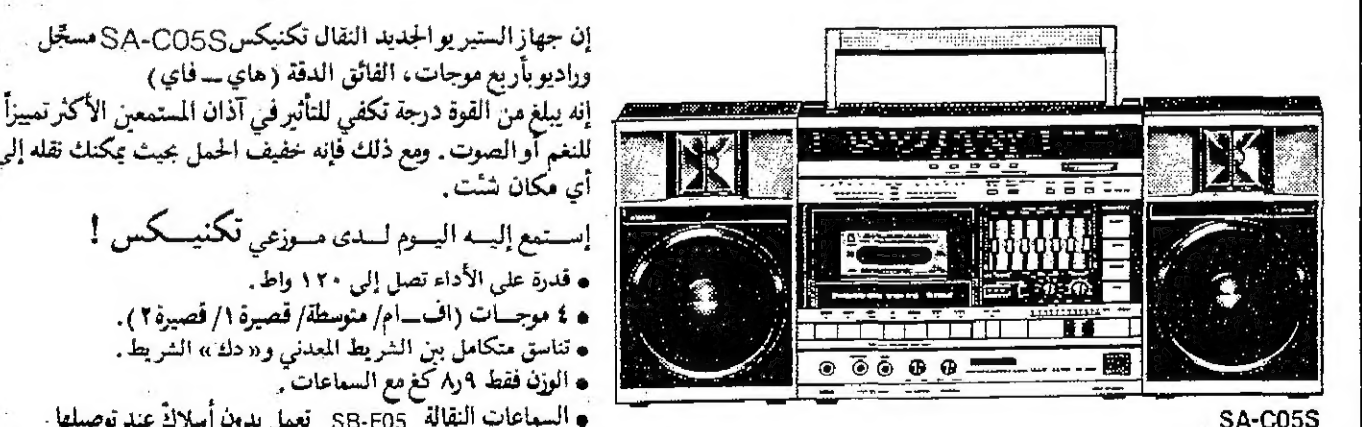 إن جهاز الستيريو الجديد النقال تكنيكس SA-C05S مسجّل
وراديو بأربع موجات، الفائق الدقة (هاي ــ فاي)
إنه يبلغ من القوة درجة تكفي للتأثير في آذان المستمعين الأكثر تمييزاً
للنغم أو الصوت. ومع ذلك فإنه خفيف الحمل بحيث يمكنك نقله إلى
أي مكان شئت.
إستمع إليه اليوم لدى موزعي تكنيكس !
• قدرة على الأداء تصل إلى ١٢٠ واط.
• ٤ موجات (اف ــ ام/ متوسطة/ قصيرة ١/ قصيرة ٢).
• تناسق متكامل بين الشريط المعدني و«دك» الشريط.
• الوزن فقط ٨٫٩ كغ مع السماعات.
• السماعات النقالة SB-F05 تعمل بدون أسلاك عند توصيلها
SA-C05S